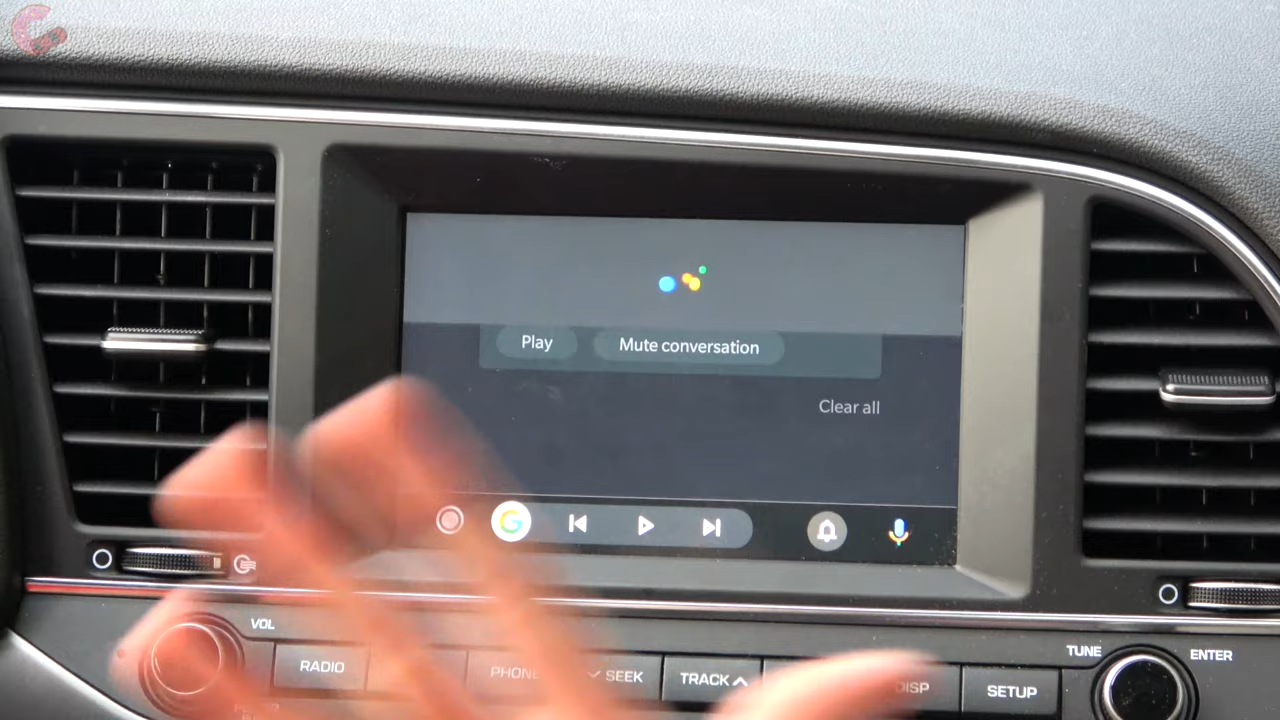 Play
Mute conversation
Clear all
VOL
RADIO
PHONE
SEEK
TRACK
DISP
SETUP
TUNE
ENTER